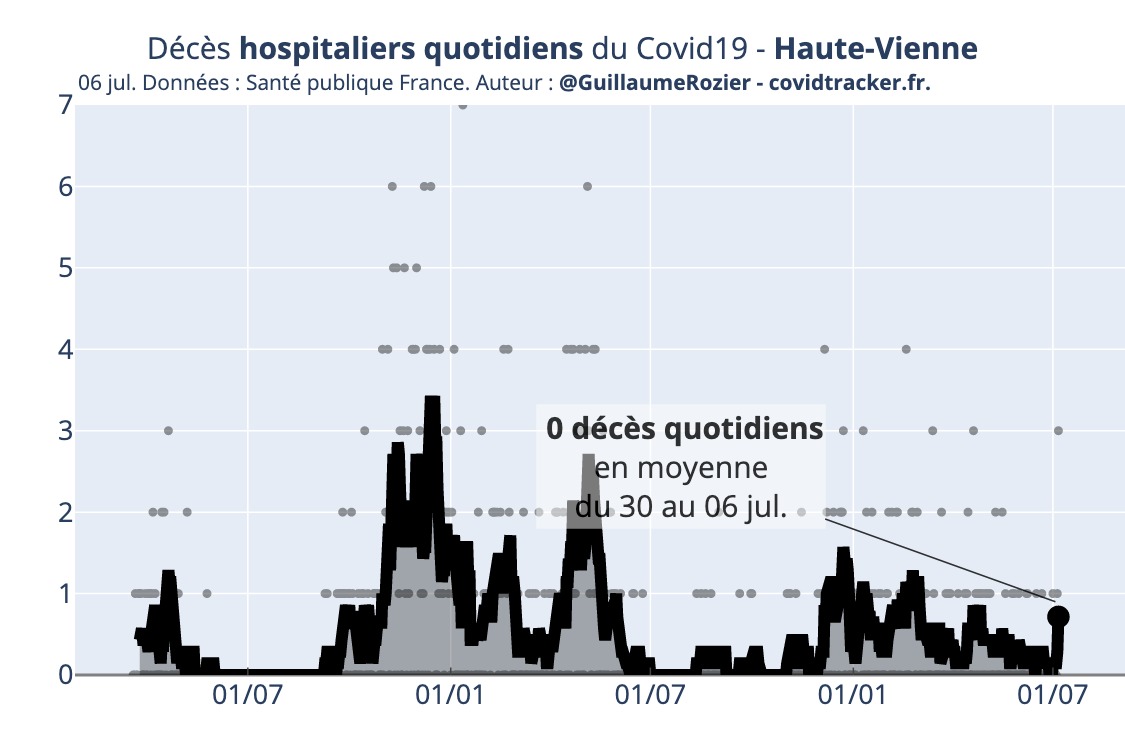 Décès hospitaliers quotidiens du Covid19 - Haute-Vienne
06 jul. Données : Santé publique France. Auteur : @GuillaumeRozier - covidtracker.fr.
7
6
5
4
3
2
1
0
0 décès quotidiens
en moyenne
du 30 au 06 jul.
01/07 01/01 01/07 01/01 01/07